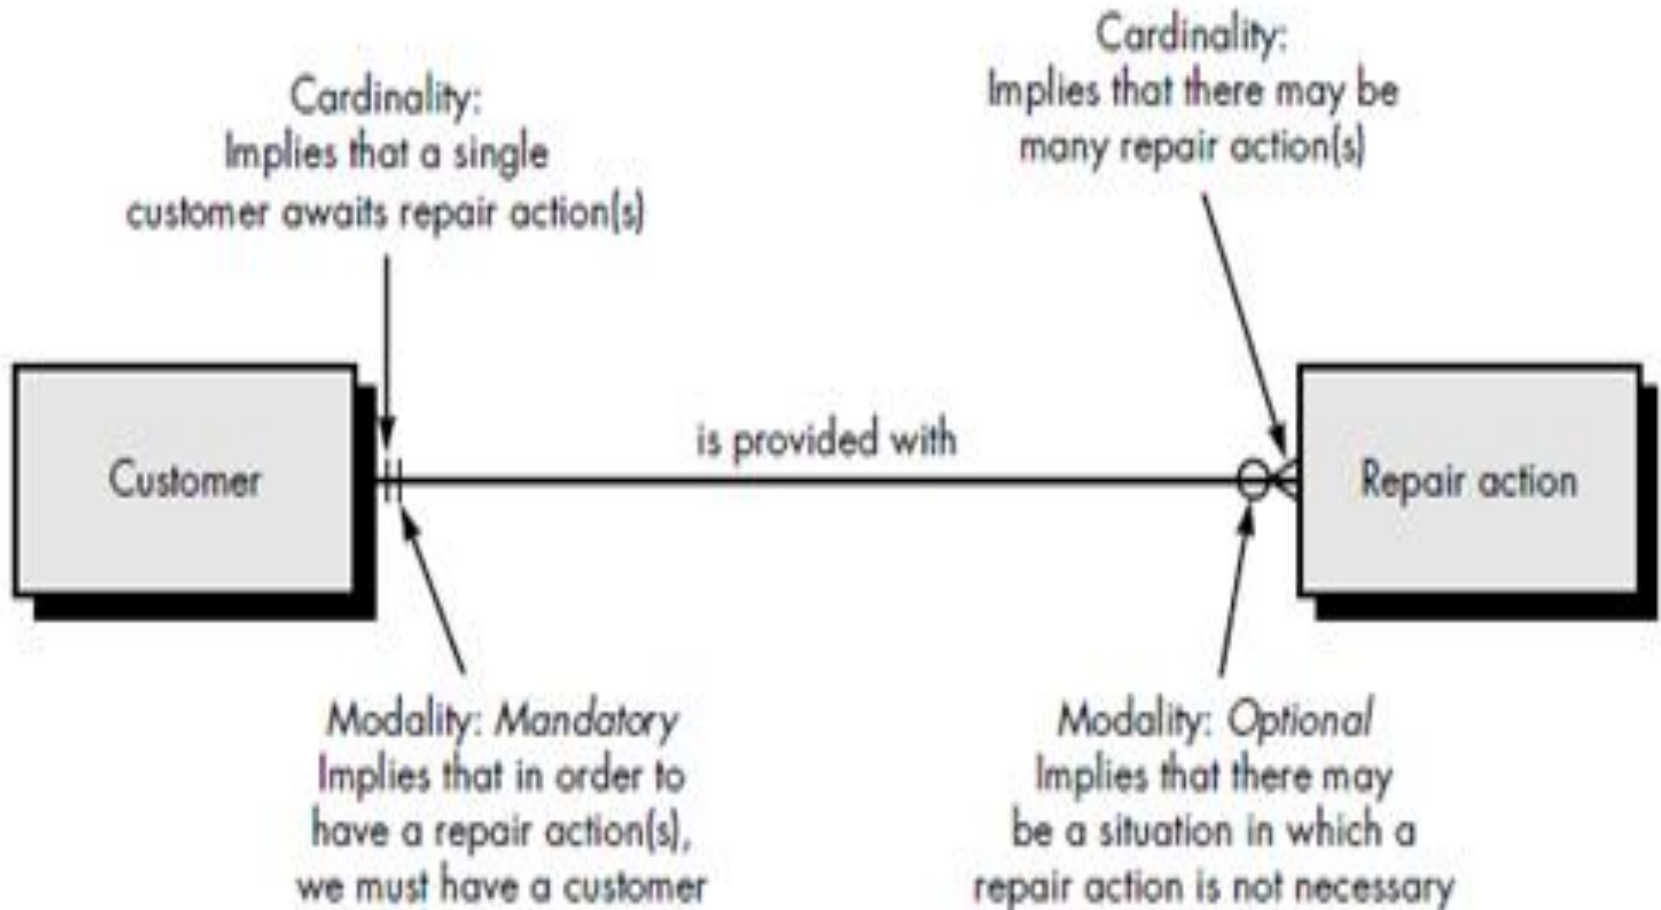 Cardinality:
Implies that a single
customer awaits repair action(s)
Cardinality:
Implies that there may be
many repair action(s)
Customer
is provided with
Repair action
Modality: Mandatory
Implies that in order to
have a repair action(s),
we must have a customer
Modality: Optional
Implies that there may
be a situation in which a
repair action is not necessary